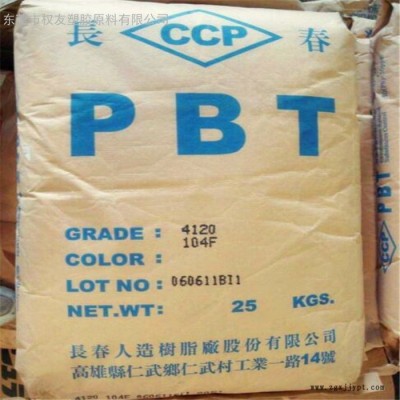 东莞市权友塑胶原料有限公司
長 CCP 春
PBT
GRADE : 4120
104F
COLOR :
LOT NO : 060611BI1
NET.WT : 25 KGS.
長春人造樹脂廠股份有限公司
高雄縣仁武鄉仁武村工業一路14號